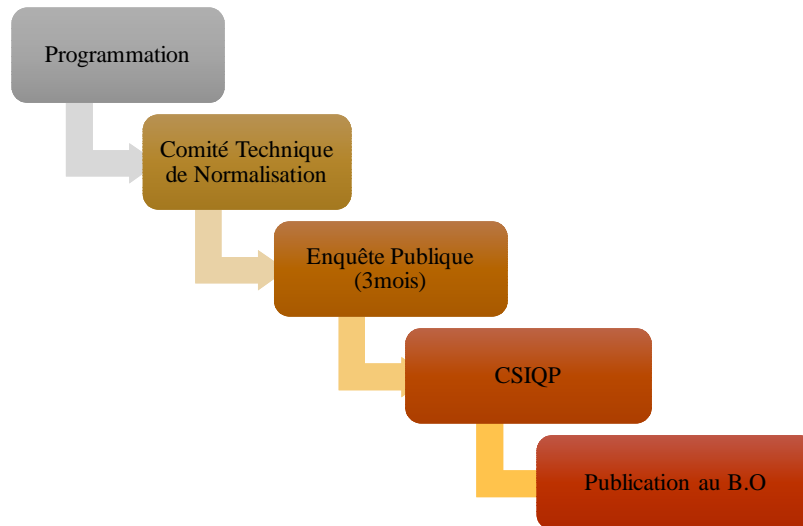 Programmation
Comité Technique
de Normalisation
Enquête Publique
(3mois)
CSIQP
Publication au B.O